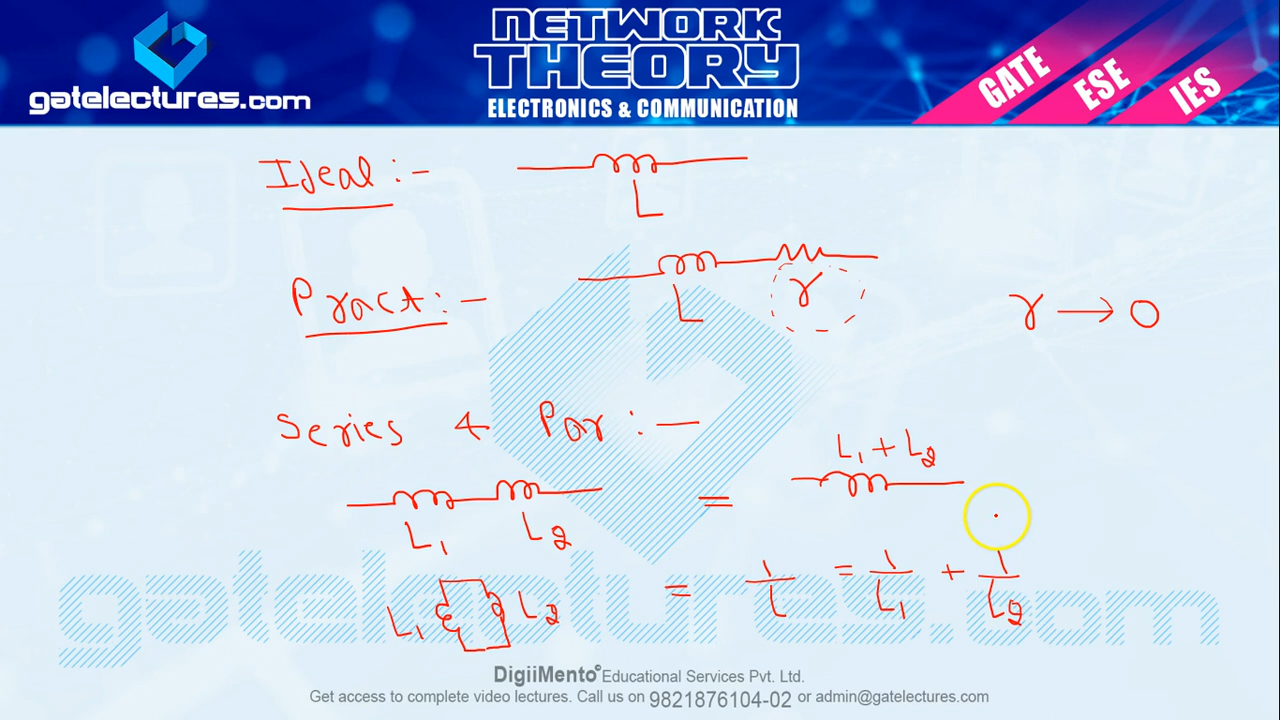 NETWORK
THEORY
ELECTRONICS & COMMUNICATION
gatelectures.com
GATE
ESE
IES
Ideal :-
L
Pract :-
L
r
r → 0
Series & Par : —
L₁ L₂
=
L₁ + L₂
L₁ L₂
= 1/L = 1/L₁ + 1/L₂
gatelectures.com
DigiiMento© Educational Services Pvt. Ltd.
Get access to complete video lectures. Call us on 9821876104-02 or admin@gatelectures.com